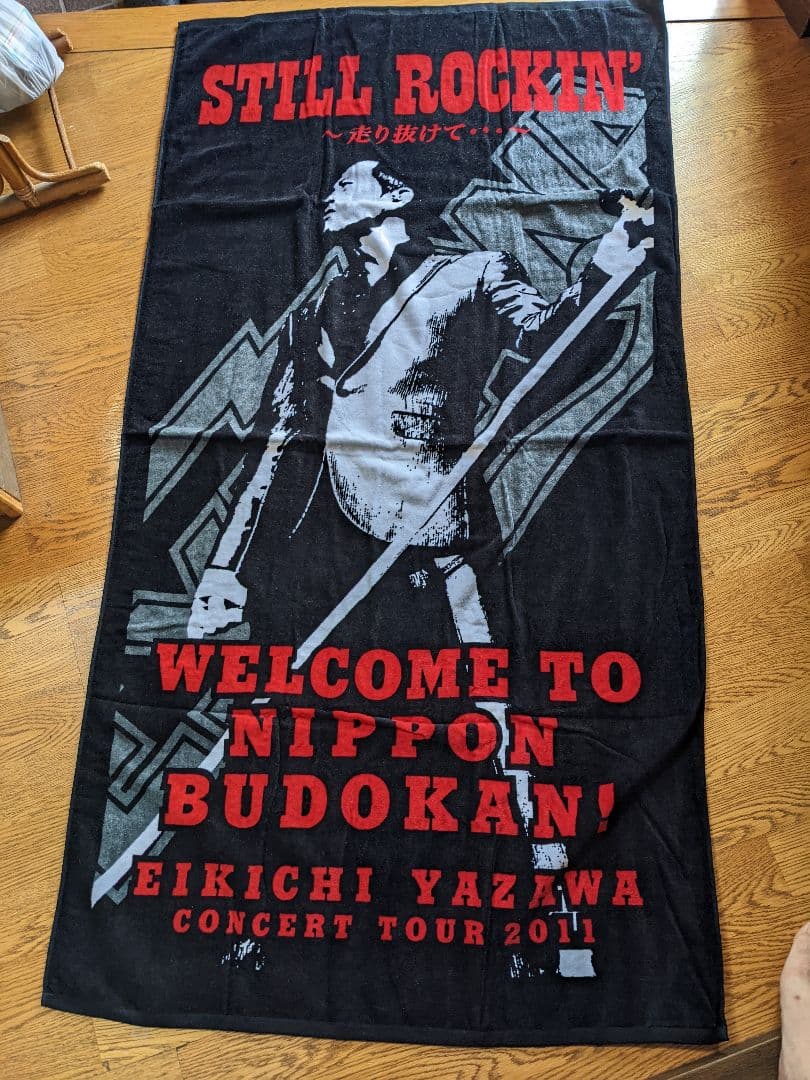 STILL ROCKIN'
～走り抜けて･･･～
WELCOME TO
NIPPON
BUDOKAN!
EIKICHI YAZAWA
CONCERT TOUR 2011